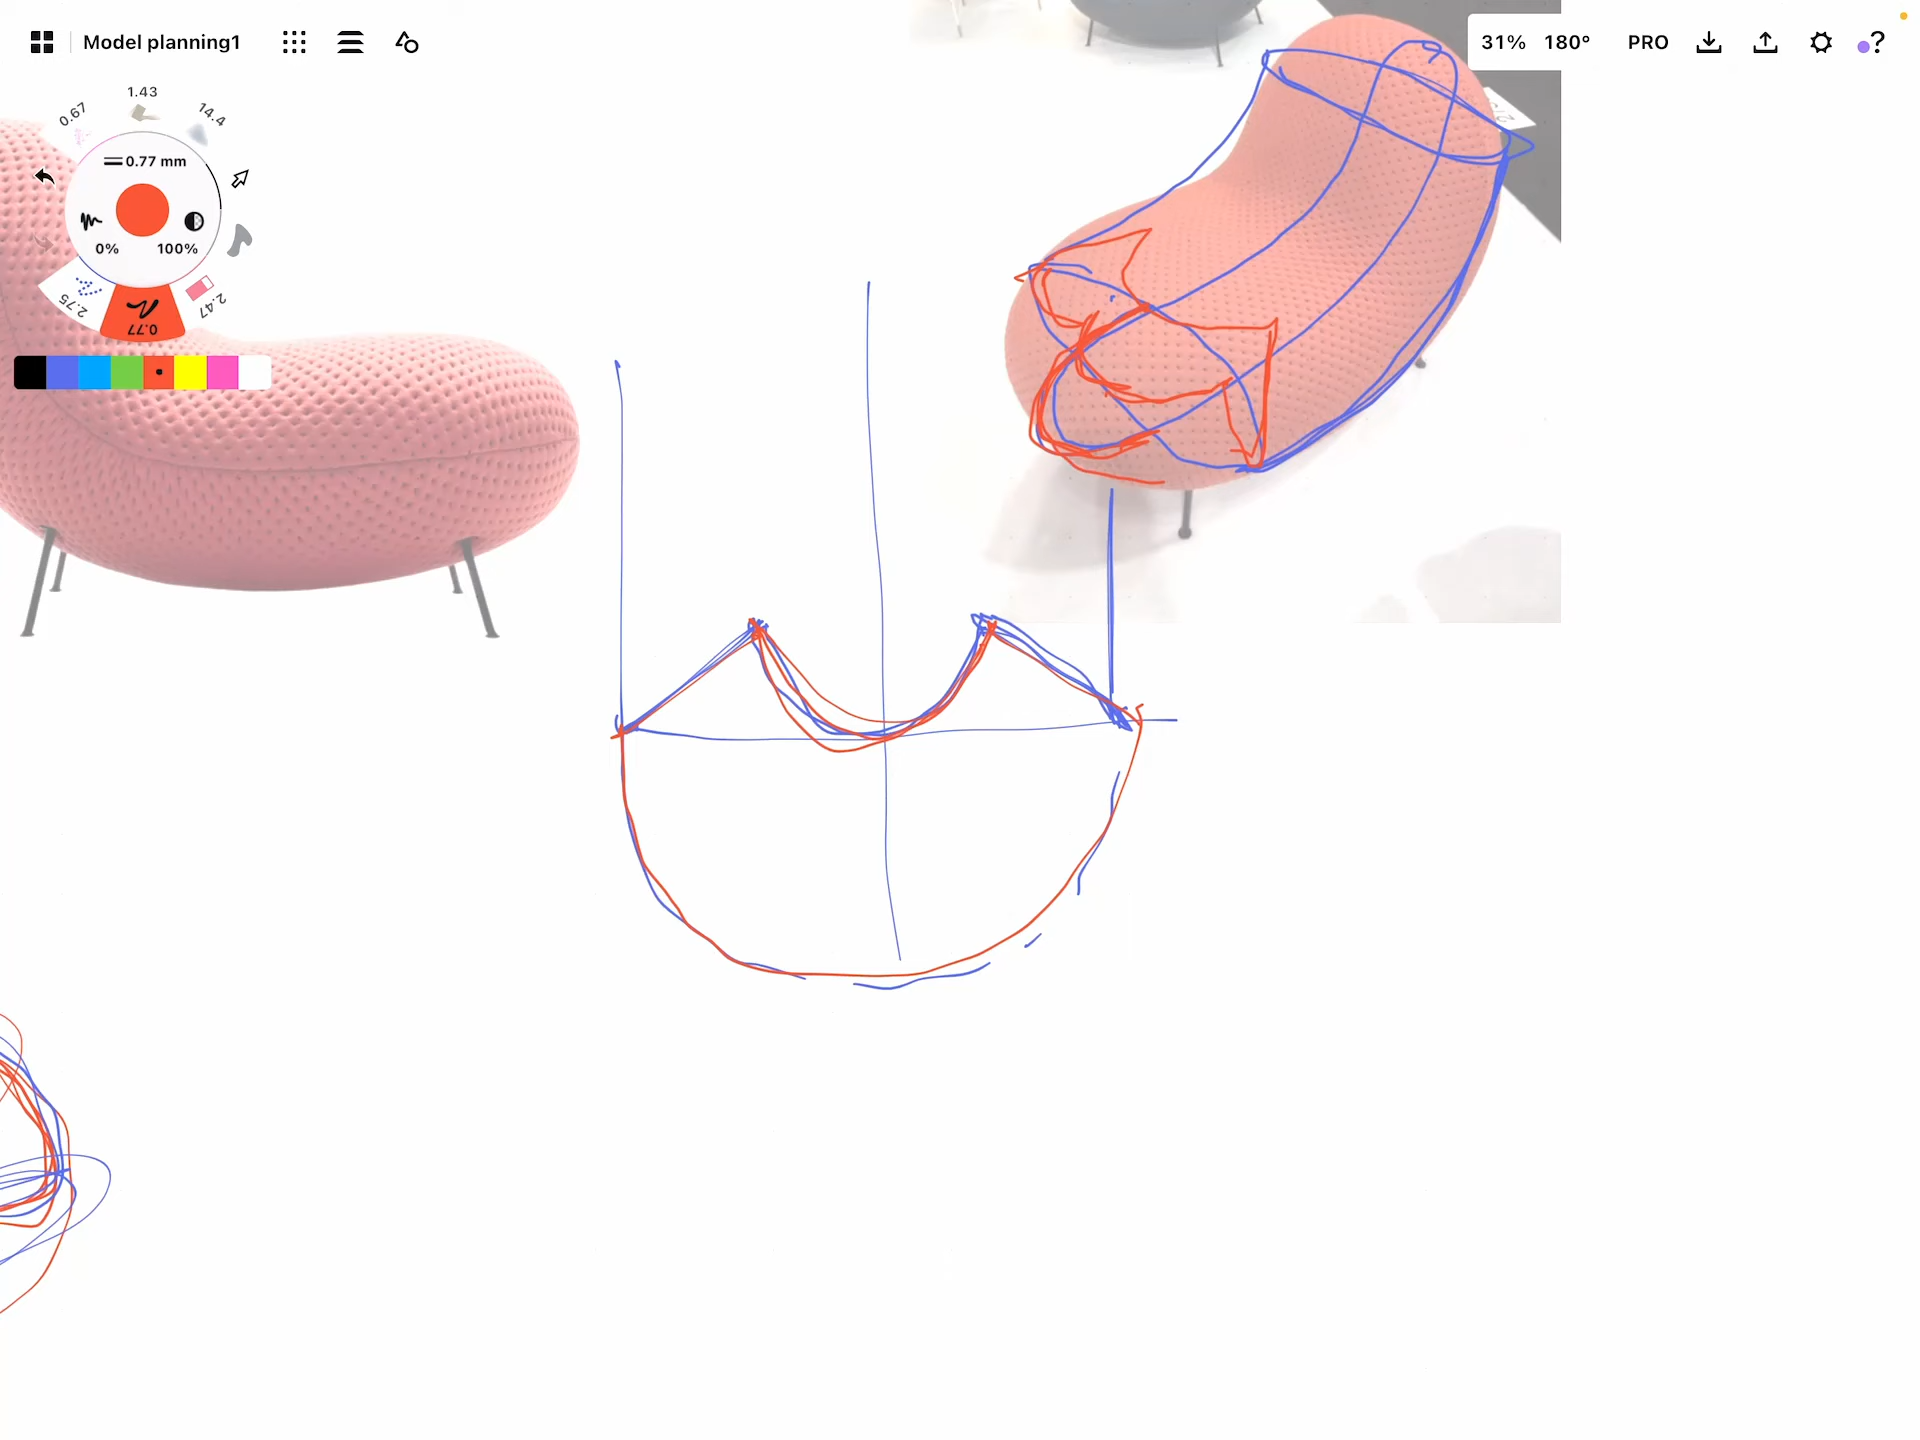 Model planning1
31% 180° PRO ?
0.67 1.43 14.4
0.77 mm
0% 100%
2.75 0.77 2.47